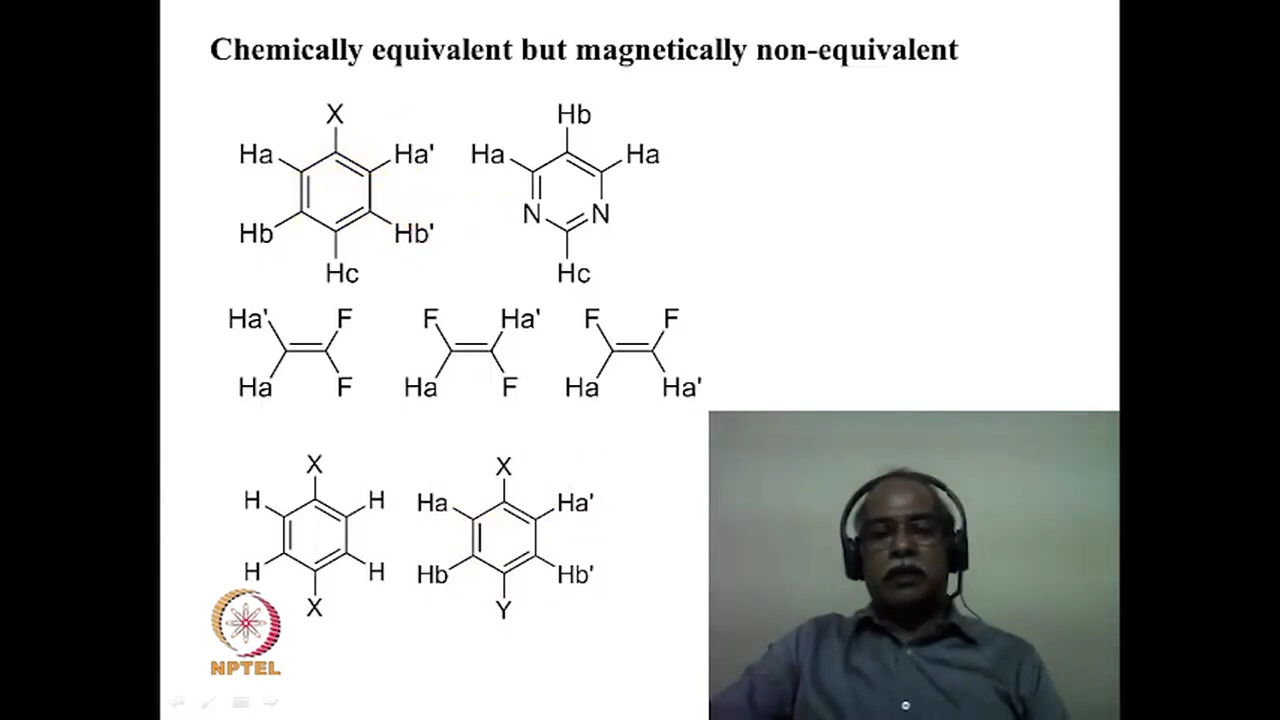 Chemically equivalent but magnetically non-equivalent
X
Hb
Ha Ha' Ha Ha
N N
Hb Hb'
Hc Hc
Ha' F F Ha' F F
Ha F Ha F Ha Ha'
X X
H H Ha Ha'
H H Hb Hb'
X Y
NPTEL